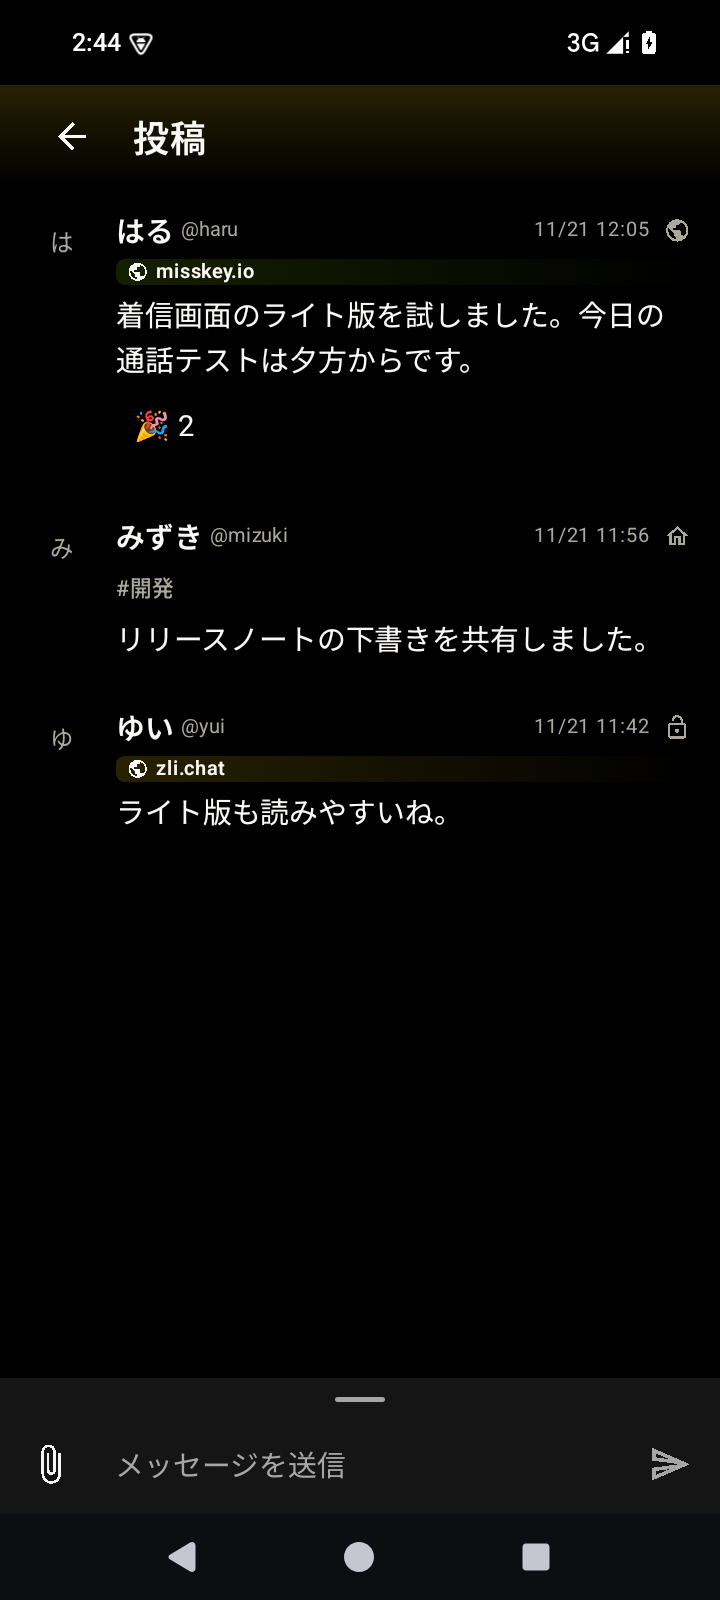 2:44
3G
投稿
は
はる @haru 11/21 12:05
misskey.io
着信画面のライト版を試しました。今日の
通話テストは夕方からです。
🎉 2
み
みずき @mizuki 11/21 11:56
#開発
リリースノートの下書きを共有しました。
ゆ
ゆい @yui 11/21 11:42
zli.chat
ライト版も読みやすいね。
メッセージを送信